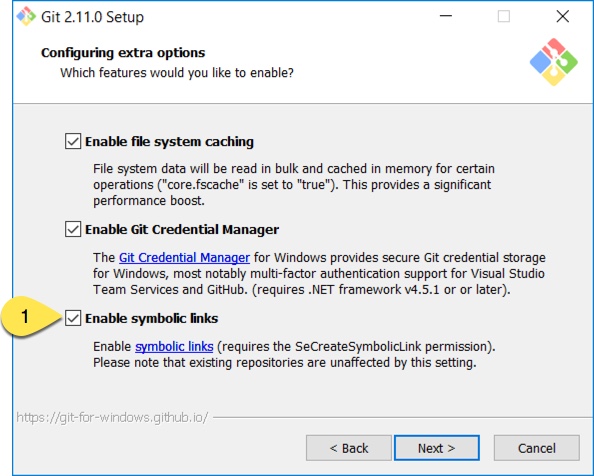 Git 2.11.0 Setup
Configuring extra options
Which features would you like to enable?
Enable file system caching
File system data will be read in bulk and cached in memory for certain
operations ("core.fscache" is set to "true"). This provides a significant
performance boost.
Enable Git Credential Manager
The Git Credential Manager for Windows provides secure Git credential storage
for Windows, most notably multi-factor authentication support for Visual Studio
Team Services and GitHub. (requires .NET framework v4.5.1 or or later).
1
Enable symbolic links
Enable symbolic links (requires the SeCreateSymbolicLink permission).
Please note that existing repositories are unaffected by this setting.
https://git-for-windows.github.io/
< Back
Next >
Cancel